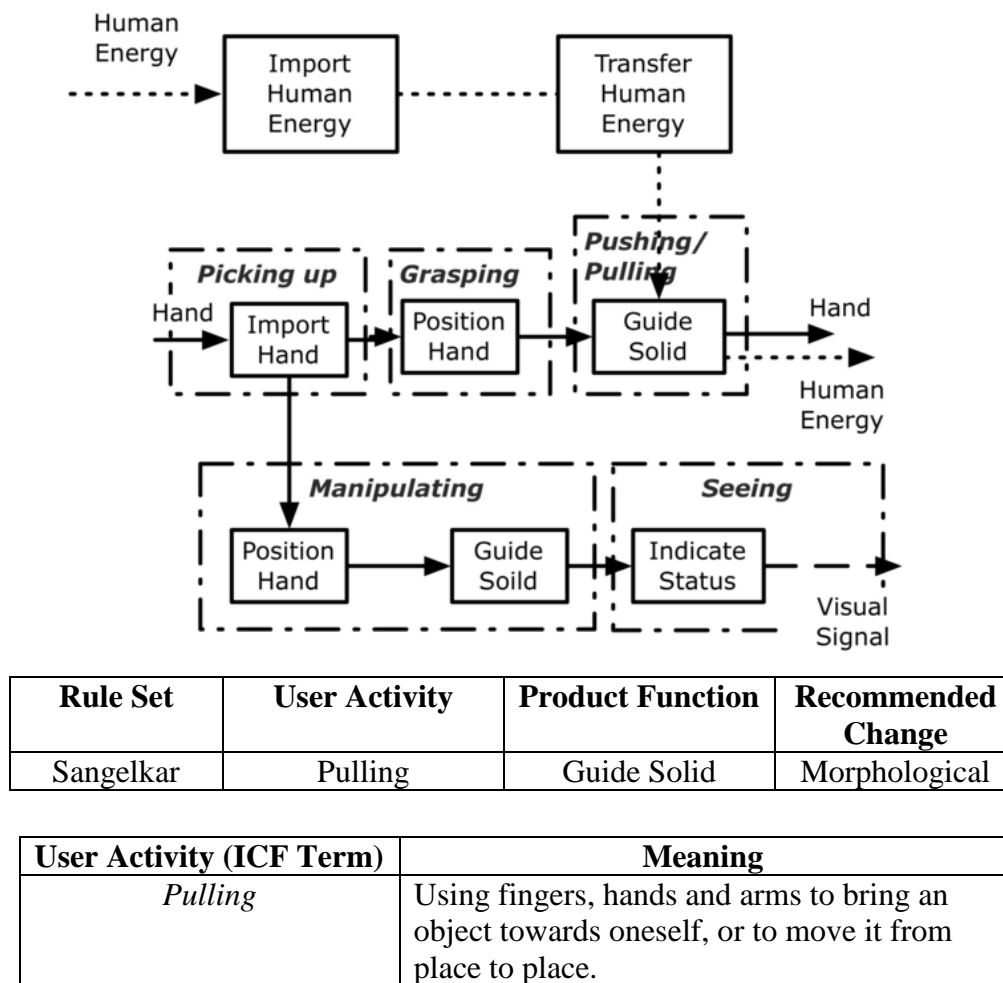 Human
Energy
Import
Human
Energy
Transfer
Human
Energy
Picking up
Grasping
Pushing/
Pulling
Hand
Import
Hand
Position
Hand
Guide
Solid
Hand
Human
Energy
Manipulating
Seeing
Position
Hand
Guide
Soild
Indicate
Status
Visual
Signal
Rule Set User Activity Product Function Recommended
Change
Sangelkar Pulling Guide Solid Morphological
User Activity (ICF Term) Meaning
Pulling Using fingers, hands and arms to bring an
object towards oneself, or to move it from
place to place.